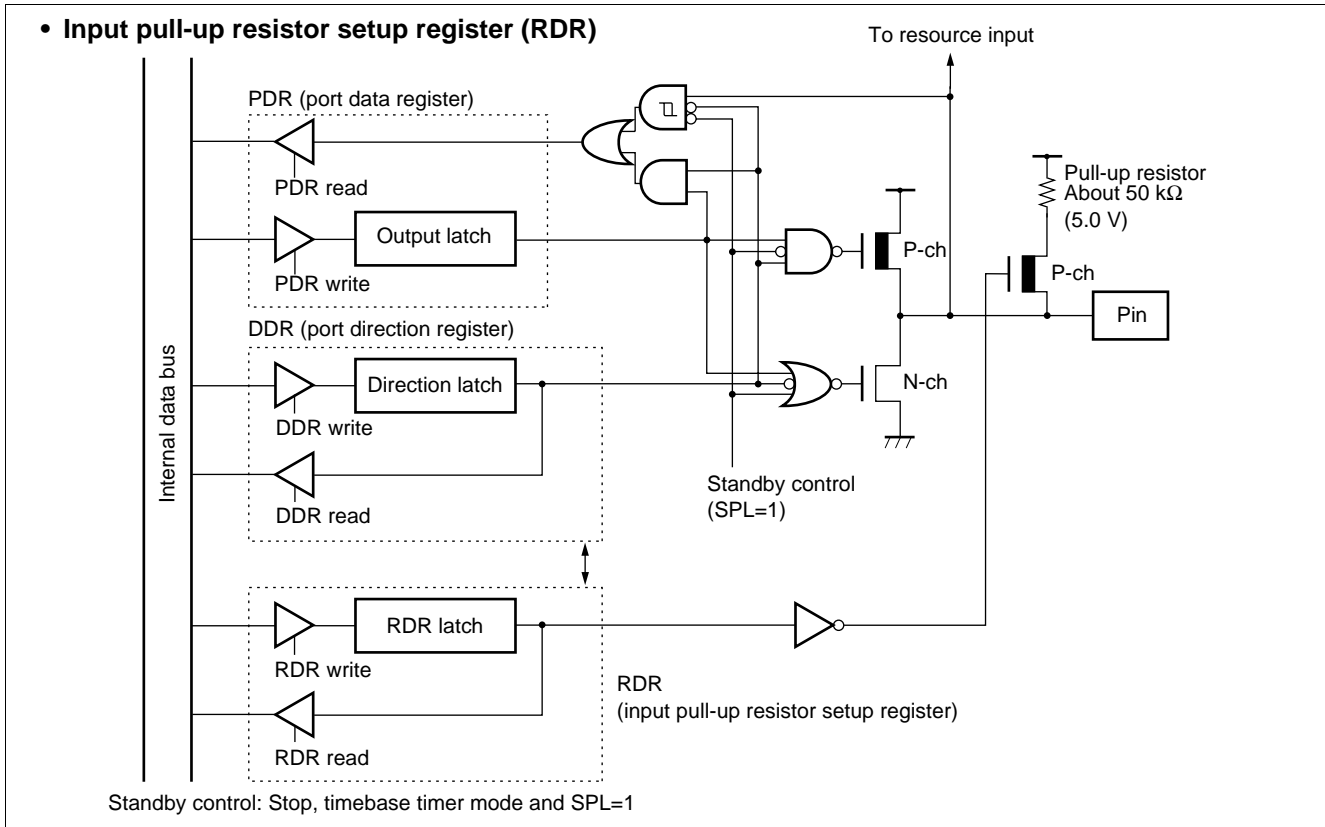 • Input pull-up resistor setup register (RDR)
To resource input
PDR (port data register)
PDR read
Pull-up resistor
About 50 kΩ
(5.0 V)
Output latch
P-ch
P-ch
PDR write
Pin
DDR (port direction register)
Direction latch
N-ch
DDR write
Internal data bus
Standby control
(SPL=1)
DDR read
RDR latch
RDR write
RDR
(input pull-up resistor setup register)
RDR read
Standby control: Stop, timebase timer mode and SPL=1